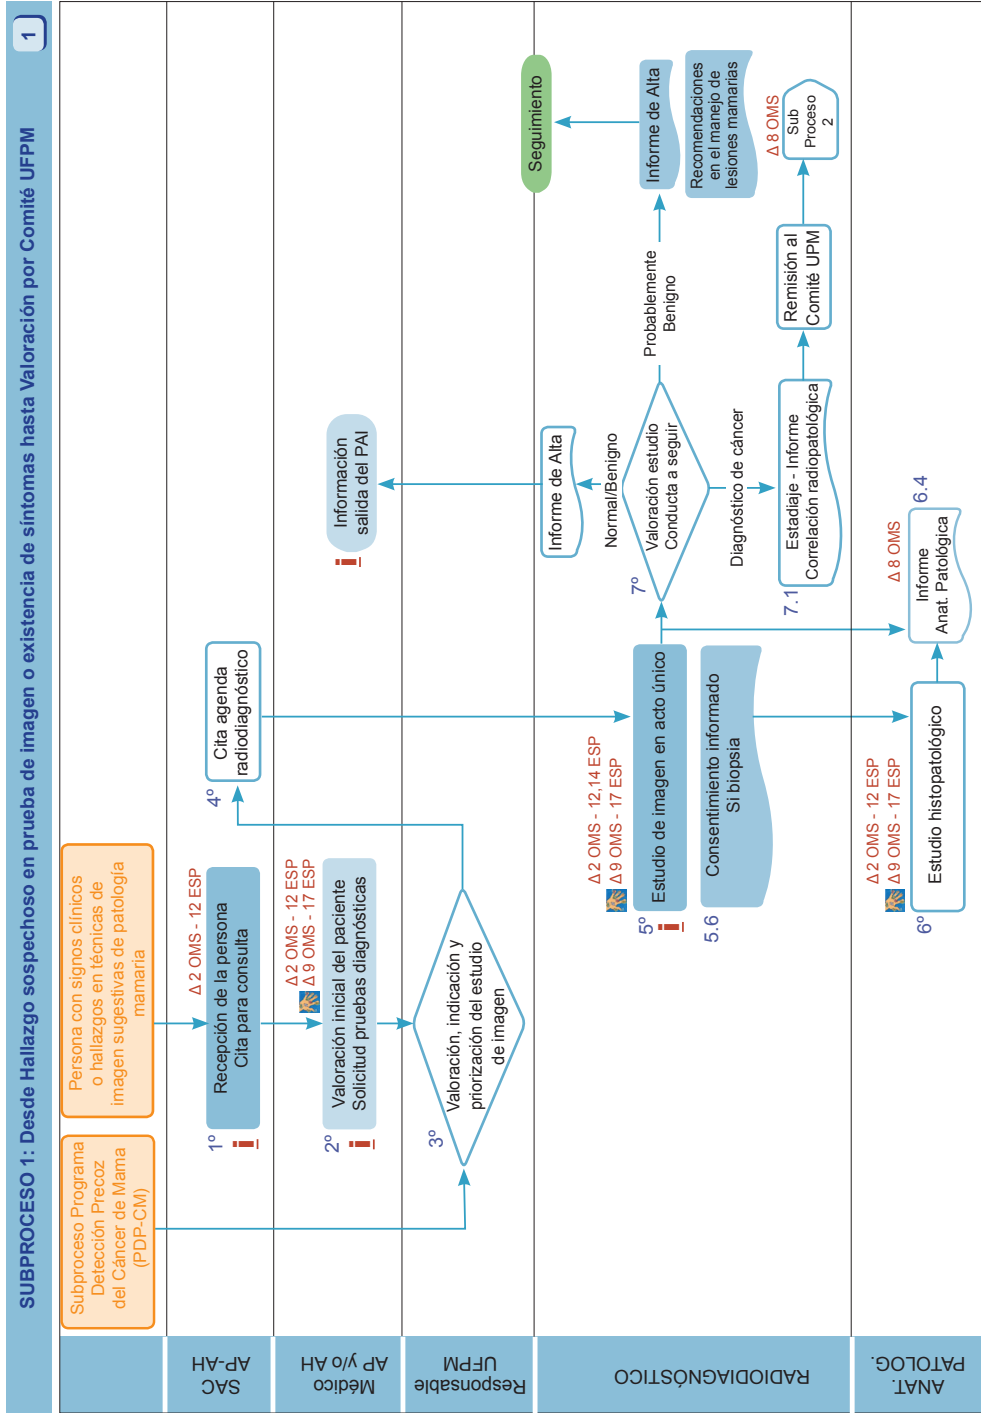 SUBPROCESO 1: Desde Hallazgo sospechoso en prueba de imagen o existencia de síntomas hasta Valoración por Comité UFPM
1
Subproceso Programa
Detección Precoz
del Cáncer de Mama
(PDP-CM)
Persona con signos clínicos
o hallazgos en técnicas de
imagen sugestivas de patología
mamaria
SAC
AP-AH
1º
Δ 2 OMS - 12 ESP
Recepción de la persona
Cita para consulta
4º
Cita agenda
radiodiagnóstico
Médico
AP y/o AH
2º
Δ 2 OMS - 12 ESP
Δ 9 OMS - 17 ESP
Valoración inicial del paciente
Solicitud pruebas diagnósticas
Información
salida del PAI
Responsable
UFPM
3º
Valoración, indicación y
priorización del estudio
de imagen
Seguimiento
RADIODIAGNÓSTICO
Informe de Alta
Normal/Benigno
Δ 2 OMS - 12,14 ESP
Δ 9 OMS - 17 ESP
5º
Estudio de imagen en acto único
5.6
Consentimiento informado
Si biopsia
7º
Valoración estudio
Conducta a seguir
Probablemente
Benigno
Informe de Alta
Recomendaciones
en el manejo de
lesiones mamarias
Diagnóstico de cáncer
7.1
Estadiaje - Informe
Correlación radiopatológica
Remisión al
Comité UPM
Δ 8 OMS
Sub
Proceso
2
ANAT.
PATOLOG.
6º
Δ 2 OMS - 12 ESP
Δ 9 OMS - 17 ESP
Estudio histopatológico
Δ 8 OMS
6.4
Informe
Anat. Patológica